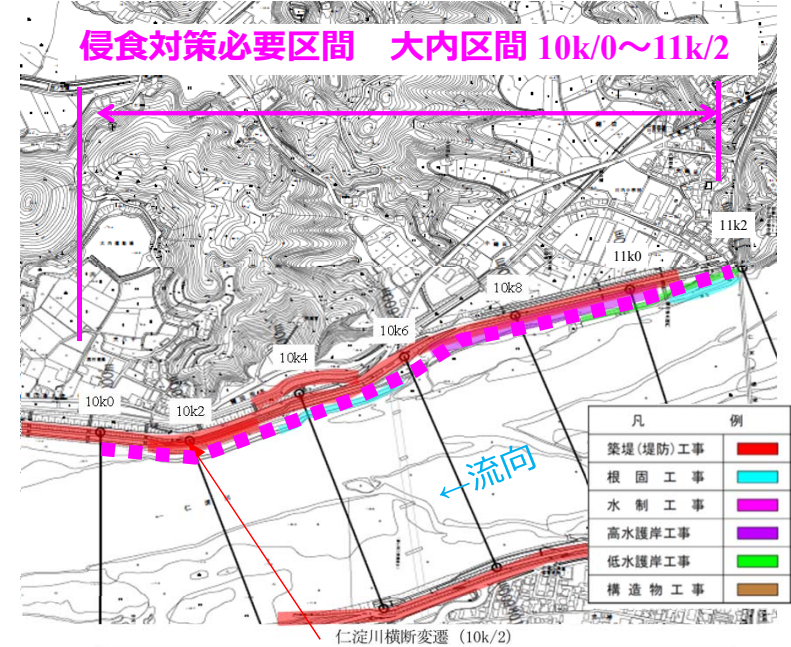 侵食対策必要区間　大内区間 10k/0～11k/2
11k2
11k0
10k8
10k6
10k4
10k2
10k0
←流向
凡　例
築堤(堤防)工事
根固工事
水制工事
高水護岸工事
低水護岸工事
構造物工事
仁淀川横断変遷（10k/2）